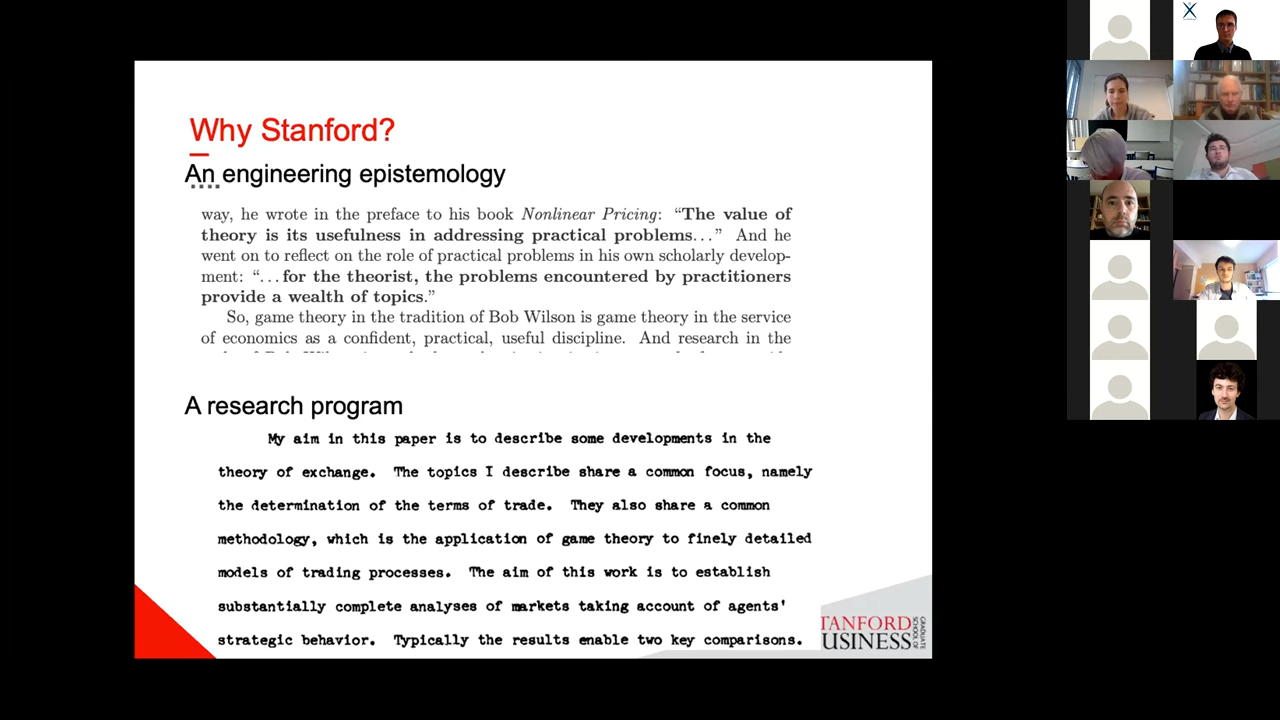 Why Stanford?
An engineering epistemology
way, he wrote in the preface to his book Nonlinear Pricing: “The value of
theory is its usefulness in addressing practical problems...” And he
went on to reflect on the role of practical problems in his own scholarly develop-
ment: “...for the theorist, the problems encountered by practitioners
provide a wealth of topics.”
So, game theory in the tradition of Bob Wilson is game theory in the service
of economics as a confident, practical, useful discipline. And research in the
A research program
My aim in this paper is to describe some developments in the
theory of exchange. The topics I describe share a common focus, namely
the determination of the terms of trade. They also share a common
methodology, which is the application of game theory to finely detailed
models of trading processes. The aim of this work is to establish
substantially complete analyses of markets taking account of agents'
strategic behavior. Typically the results enable two key comparisons.
TANFORD
USINESS
GRADUATE
SCHOOL OF